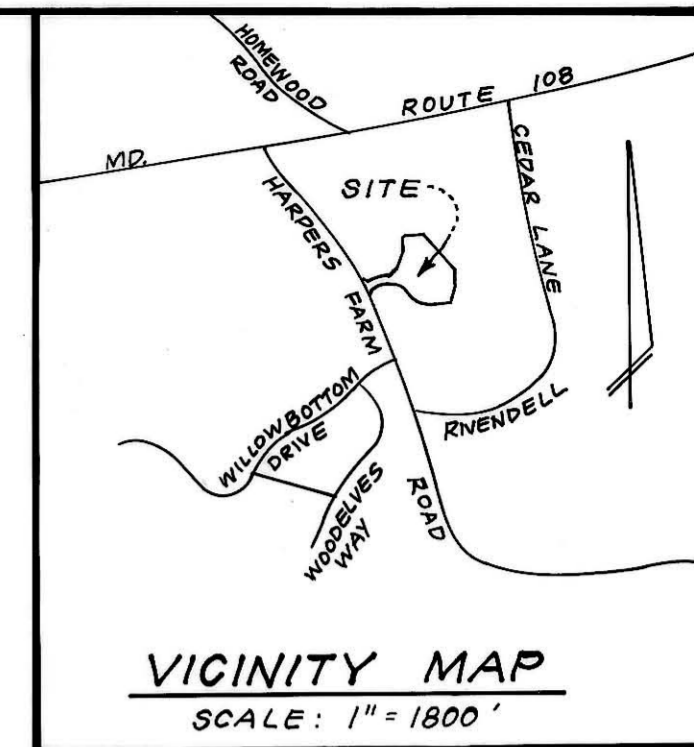 HOMEWOOD
ROAD
MD. ROUTE 108
CEDAR LANE
SITE
HARPERS FARM ROAD
WILLOWBOTTOM
DRIVE
RIVENDELL
WOODELVES
WAY
VICINITY MAP
SCALE: 1" = 1800'